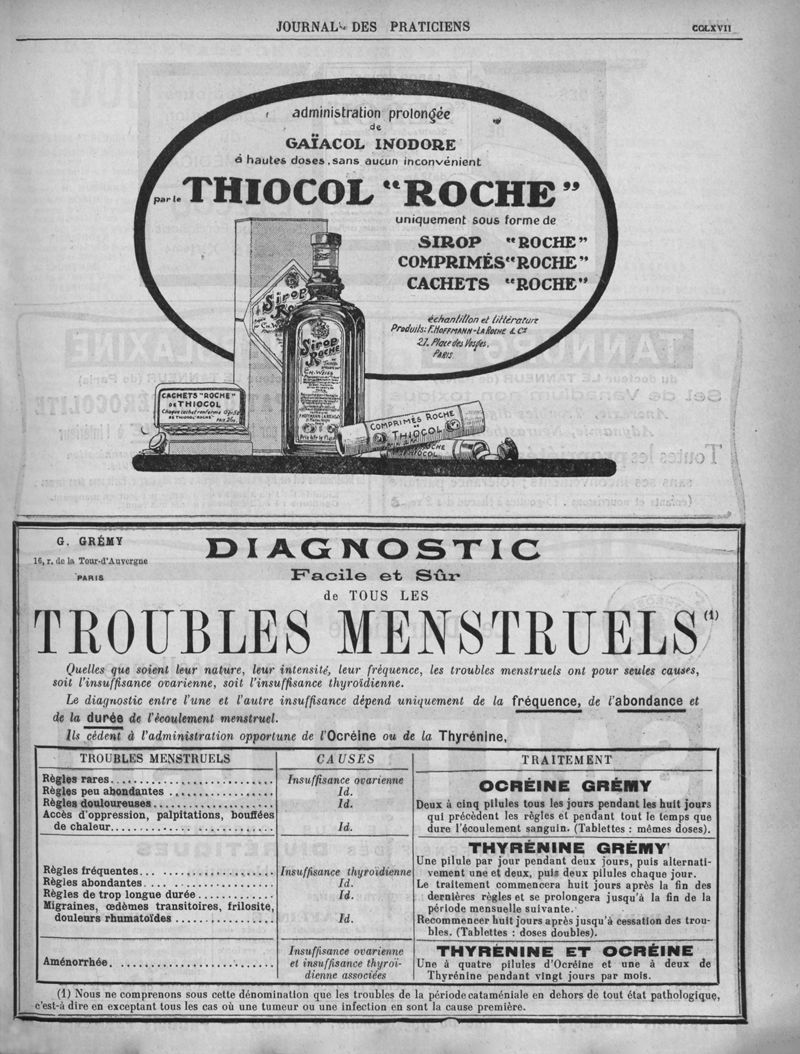 JOURNAL DES PRATICIENS
CCLXVII
administration prolongée
de
GAÏACOL INODORE
à hautes doses, sans aucun inconvénient
par le THIOCOL "ROCHE"
uniquement sous forme de
SIROP "ROCHE"
COMPRIMÉS "ROCHE"
CACHETS "ROCHE"
échantillon et littérature
Produits: F. HOFFMANN-LA ROCHE & Cº
21, Place des Vosges,
PARIS.
Sirop
ROCHE
Sirop
ROCHE
CACHETS "ROCHE"
DE THIOCOL
COMPRIMÉS ROCHE
THIOCOL
ROCHE
THIOCOL
G. GRÉMY
16, r. de la Tour-d'Auvergne
PARIS
DIAGNOSTIC
Facile et Sûr
de TOUS LES
TROUBLES MENSTRUELS (1)
Quelles que soient leur nature, leur intensité, leur fréquence, les troubles menstruels ont pour seules causes,
soit l'insuffisance ovarienne, soit l'insuffisance thyroïdienne.
Le diagnostic entre l'une et l'autre insuffisance dépend uniquement de la fréquence, de l'abondance et
de la durée de l'écoulement menstruel.
Ils cèdent à l'administration opportune de l'Ocréine ou de la Thyrénine,
TROUBLES MENSTRUELS
CAUSES
TRAITEMENT
Règles rares
Insuffisance ovarienne
Règles peu abondantes
Id.
Règles douloureuses
Id.
Accès d'oppression, palpitations, bouffées
de chaleur
Id.
OCRÉINE GRÉMY
Deux à cinq pilules tous les jours pendant les huit jours
qui précèdent les règles et pendant tout le temps que
dure l'écoulement sanguin. (Tablettes : mêmes doses).
Règles fréquentes
Insuffisance thyroïdienne
Règles abondantes
Id.
Règles de trop longue durée
Id.
Migraines, œdèmes transitoires, frilosité,
douleurs rhumatoïdes
Id.
THYRÉNINE GRÉMY
Une pilule par jour pendant deux jours, puis alternati-
vement une et deux, puis deux pilules chaque jour.
Le traitement commencera huit jours après la fin des
dernières règles et se prolongera jusqu'à la fin de la
période mensuelle suivante.
Recommencer huit jours après jusqu'à cessation des trou-
bles. (Tablettes : doses doubles).
Aménorrhée
Insuffisance ovarienne
et insuffisance thyroï-
dienne associées
THYRÉNINE ET OCRÉINE
Une à quatre pilules d'Ocréine et une à deux de
Thyrénine pendant vingt jours par mois.
(1) Nous ne comprenons sous cette dénomination que les troubles de la période cataméniale en dehors de tout état pathologique,
c'est-à dire en exceptant tous les cas où une tumeur ou une infection en sont la cause première.